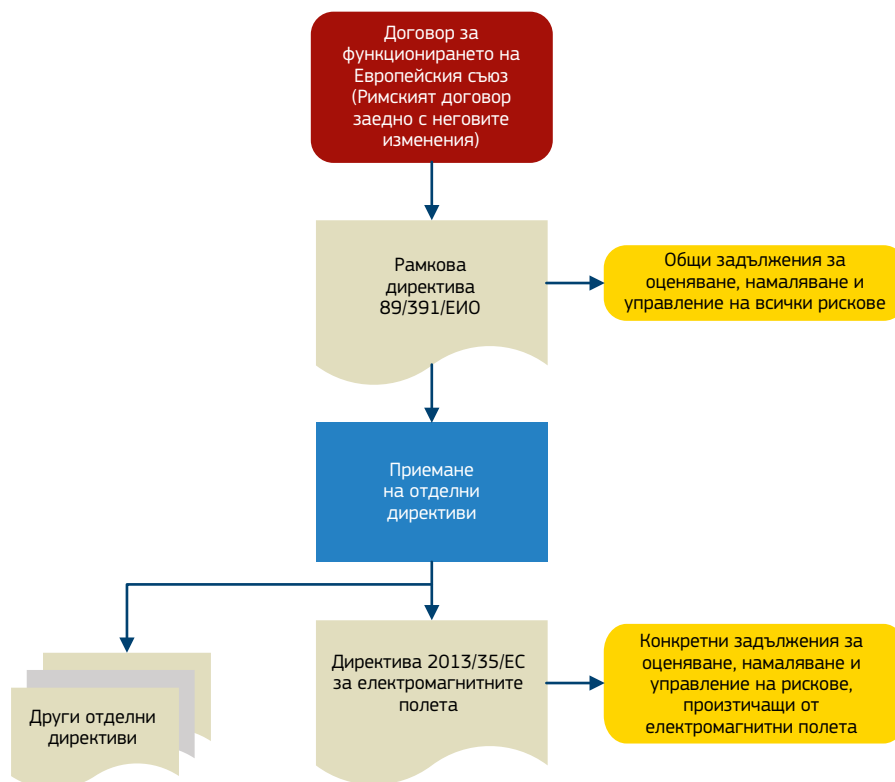 Договор за
функционирането на
Европейския съюз
(Римският договор
заедно с неговите
изменения)
Рамкова
директива
89/391/ЕИО
Общи задължения за
оценяване, намаляване и
управление на всички рискове
Приемане
на отделни
директиви
Други отделни
директиви
Директива 2013/35/ЕС
за електромагнитните
полета
Конкретни задължения за
оценяване, намаляване и
управление на рискове,
произтичащи от
електромагнитни полета